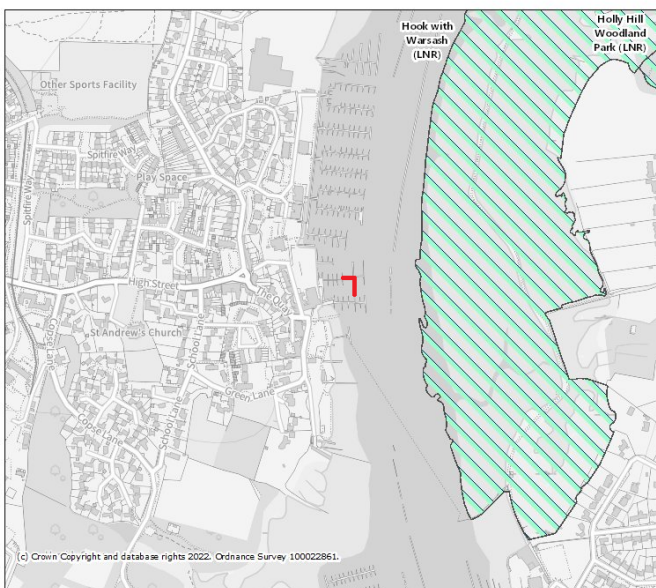 Hook with
Warsash
(LNR)
Holly Hill
Woodland
Park (LNR)
Other Sports Facility
Spitfire Way
Spitfire Way
Play Space
High Street
The Quay
St Andrew's Church
School Lane
Copse Lane
Green Lane
Copse Lane
School Lane
(c) Crown Copyright and database rights 2022. Ordnance Survey 100022861.